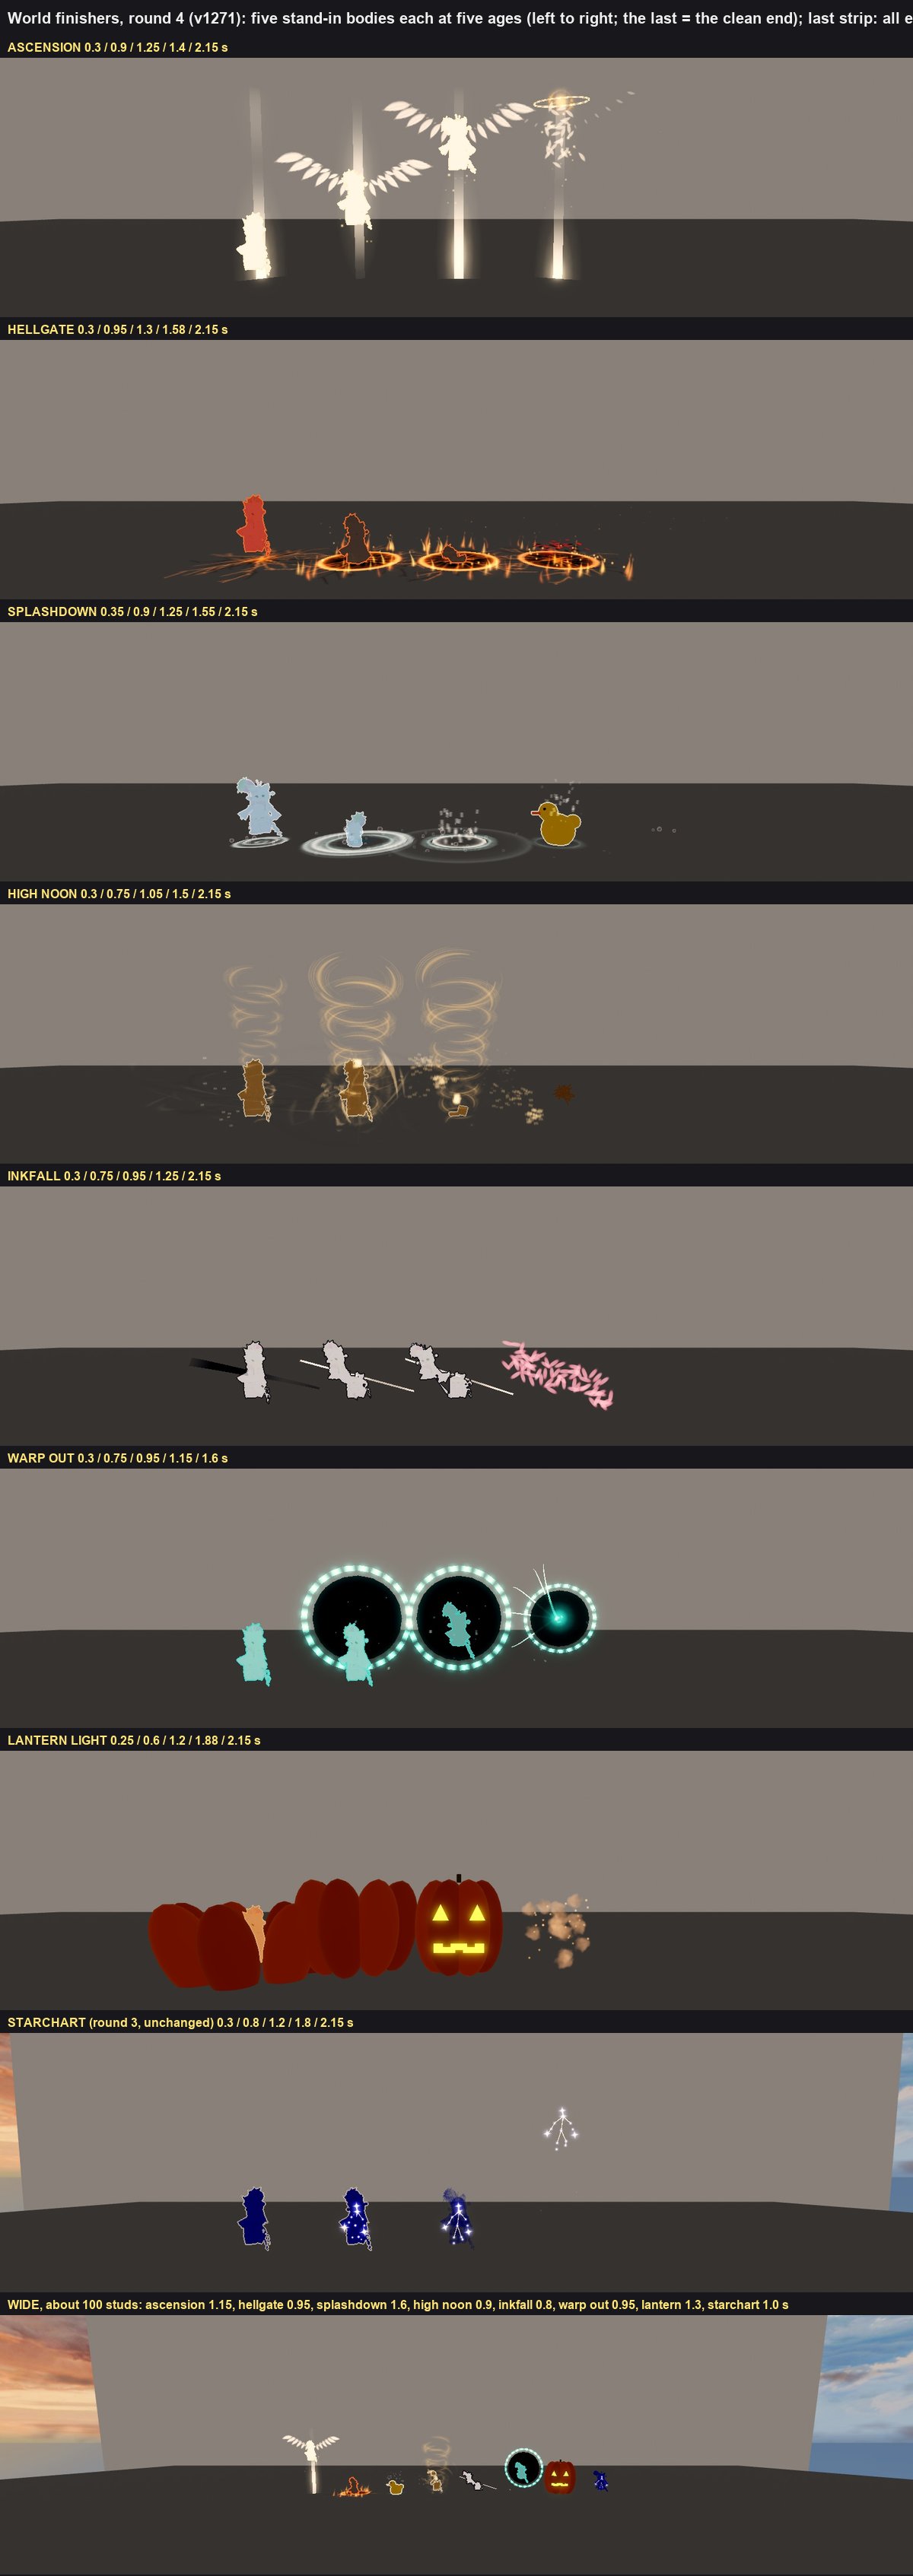 World finishers, round 4 (v1271): five stand-in bodies each at five ages (left to right; the last = the clean end); last strip: all e
ASCENSION 0.3 / 0.9 / 1.25 / 1.4 / 2.15 s
HELLGATE 0.3 / 0.95 / 1.3 / 1.58 / 2.15 s
SPLASHDOWN 0.35 / 0.9 / 1.25 / 1.55 / 2.15 s
HIGH NOON 0.3 / 0.75 / 1.05 / 1.5 / 2.15 s
INKFALL 0.3 / 0.75 / 0.95 / 1.25 / 2.15 s
WARP OUT 0.3 / 0.75 / 0.95 / 1.15 / 1.6 s
LANTERN LIGHT 0.25 / 0.6 / 1.2 / 1.88 / 2.15 s
STARCHART (round 3, unchanged) 0.3 / 0.8 / 1.2 / 1.8 / 2.15 s
WIDE, about 100 studs: ascension 1.15, hellgate 0.95, splashdown 1.6, high noon 0.9, inkfall 0.8, warp out 0.95, lantern 1.3, starchart 1.0 s